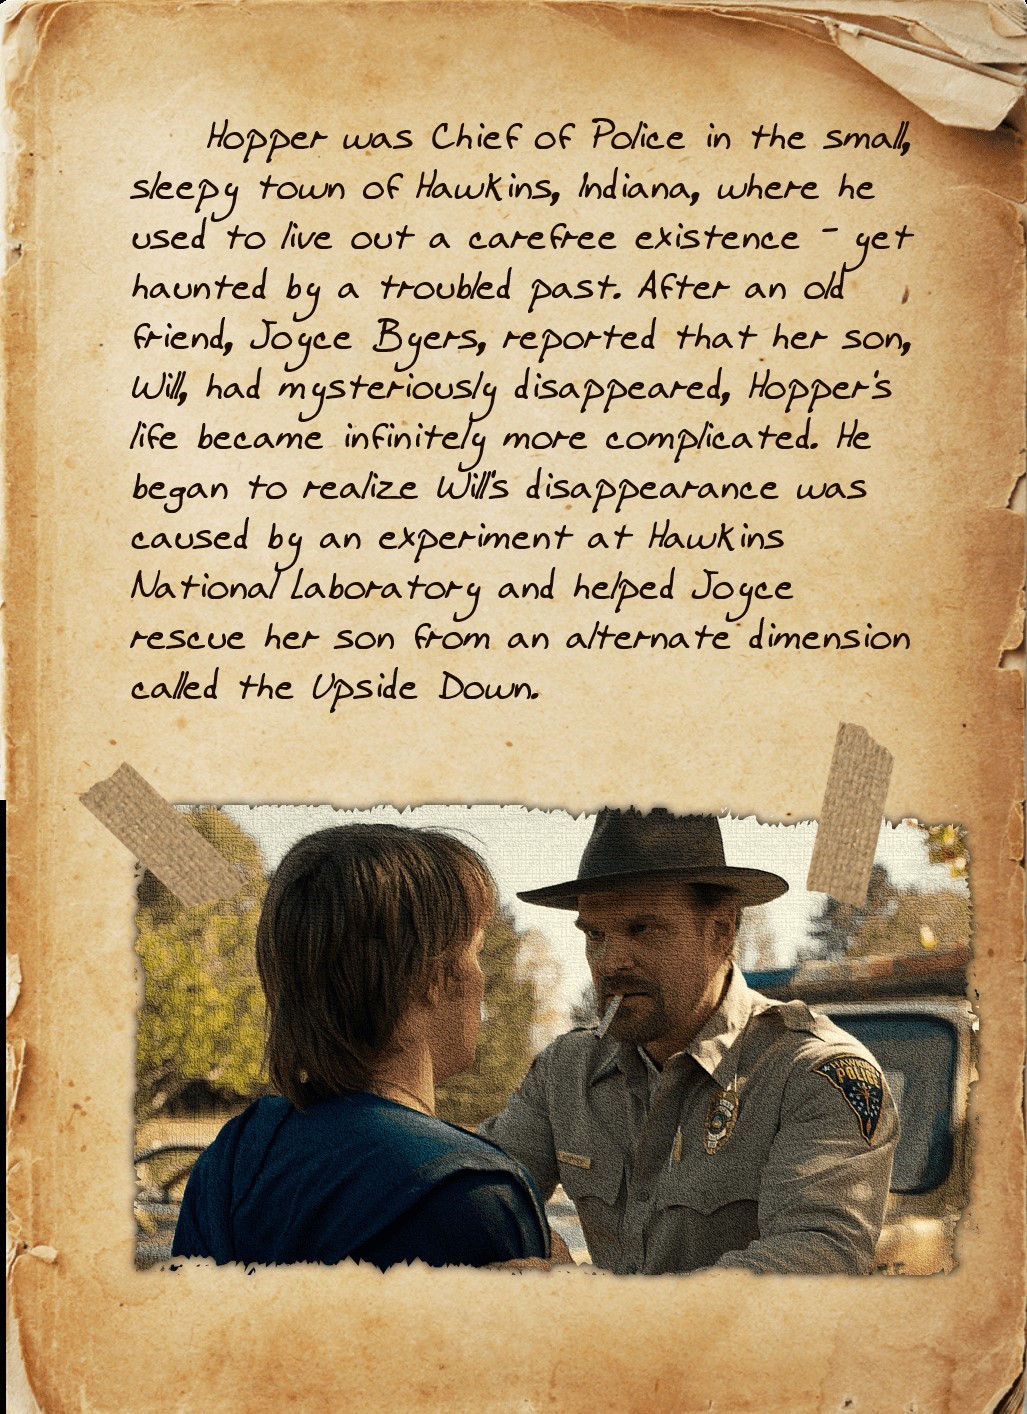 Hopper was Chief of Police in the small,
sleepy town of Hawkins, Indiana, where he
used to live out a carefree existence - yet
haunted by a troubled past. After an old
friend, Joyce Byers, reported that her son,
Will, had mysteriously disappeared, Hopper's
life became infinitely more complicated. He
began to realize Will's disappearance was
caused by an experiment at Hawkins
National Laboratory and helped Joyce
rescue her son from an alternate dimension
called the Upside Down.
HAWKINS
POLICE